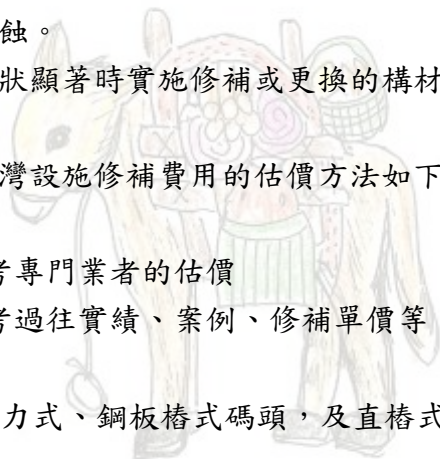 蝕。
狀顯著時實施修補或更換的構材
灣設施修補費用的估價方法如下
考專門業者的估價
考過往實績、案例、修補單價等
力式、鋼板樁式碼頭，及直樁式